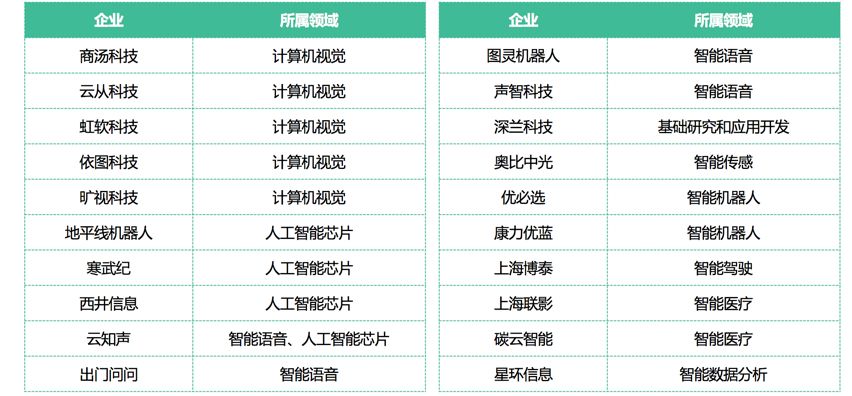 企业 所属领域
商汤科技 计算机视觉
云从科技 计算机视觉
虹软科技 计算机视觉
依图科技 计算机视觉
旷视科技 计算机视觉
地平线机器人 人工智能芯片
寒武纪 人工智能芯片
西井信息 人工智能芯片
云知声 智能语音、人工智能芯片
出门问问 智能语音
企业 所属领域
图灵机器人 智能语音
声智科技 智能语音
深兰科技 基础研究和应用开发
奥比中光 智能传感
优必选 智能机器人
康力优蓝 智能机器人
上海博泰 智能驾驶
上海联影 智能医疗
碳云智能 智能医疗
星环信息 智能数据分析